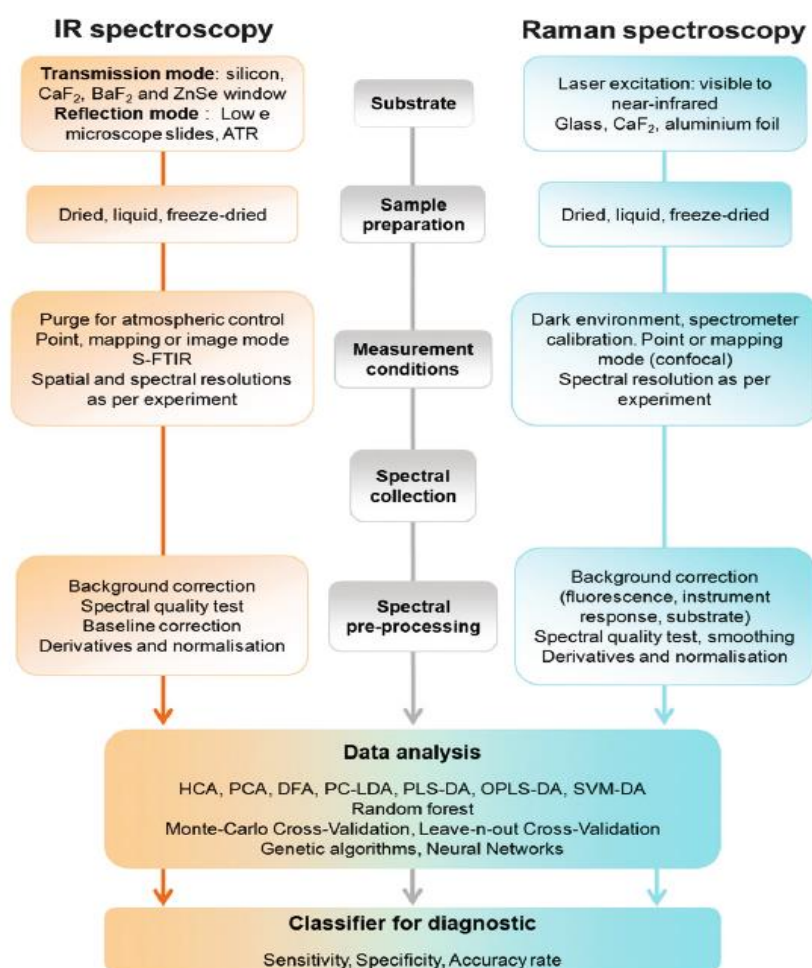 IR spectroscopy
Raman spectroscopy
Transmission mode: silicon,
CaF₂, BaF₂ and ZnSe window
Reflection mode : Low e
microscope slides, ATR
Substrate
Laser excitation: visible to
near-infrared
Glass, CaF₂, aluminium foil
Dried, liquid, freeze-dried
Sample
preparation
Dried, liquid, freeze-dried
Purge for atmospheric control
Point, mapping or image mode
S-FTIR
Spatial and spectral resolutions
as per experiment
Measurement
conditions
Dark environment, spectrometer
calibration. Point or mapping
mode (confocal)
Spectral resolution as per
experiment
Spectral
collection
Background correction
Spectral quality test
Baseline correction
Derivatives and normalisation
Spectral
pre-processing
Background correction
(fluorescence, instrument
response, substrate)
Spectral quality test, smoothing
Derivatives and normalisation
Data analysis
HCA, PCA, DFA, PC-LDA, PLS-DA, OPLS-DA, SVM-DA
Random forest
Monte-Carlo Cross-Validation, Leave-n-out Cross-Validation
Genetic algorithms, Neural Networks
Classifier for diagnostic
Sensitivity, Specificity, Accuracy rate